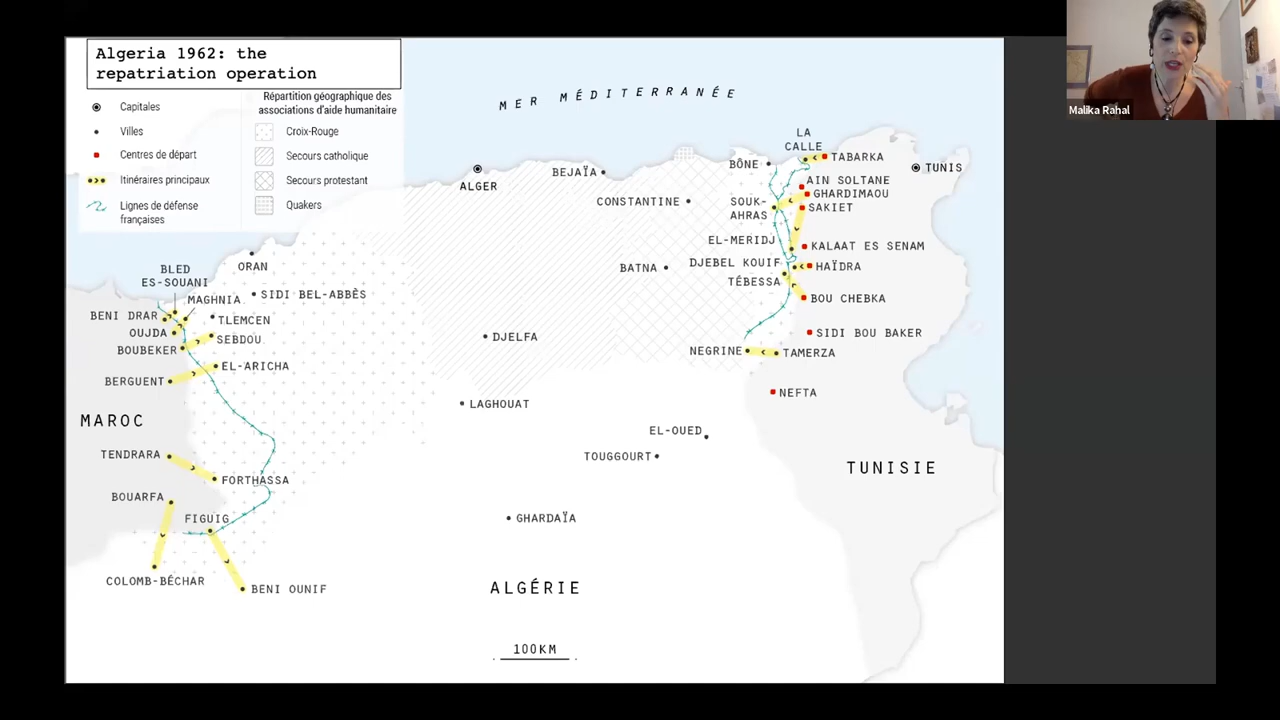 Algeria 1962: the
repatriation operation
Capitales
Villes
Centres de départ
Itinéraires principaux
Lignes de défense
françaises
Répartition géographique des
associations d'aide humanitaire
Croix-Rouge
Secours catholique
Secours protestant
Quakers
MER MÉDITERRANÉE
Malika Rahal
LA
CALLE
TABARKA
BÔNE
TUNIS
ALGER
BEJAÏA
AIN SOLTANE
GHARDIMAOU
CONSTANTINE
SOUK-
AHRAS
SAKIET
EL-MERIDJ
KALAAT ES SENAM
ORAN
BATNA
DJEBEL KOUIF
HAÏDRA
TÉBESSA
BLED
ES-SOUANI
MAGHNIA
SIDI BEL-ABBÈS
BOU CHEBKA
BENI DRAR
TLEMCEN
OUJDA
SEBDOU
DJELFA
SIDI BOU BAKER
BOUBEKER
NEGRINE
TAMERZA
EL-ARICHA
BERGUENT
NEFTA
LAGHOUAT
MAROC
EL-OUED
TENDRARA
TOUGGOURT
TUNISIE
FORTHASSA
BOUARFA
FIGUIG
GHARDAÏA
COLOMB-BÉCHAR
BENI OUNIF
ALGÉRIE
100KM